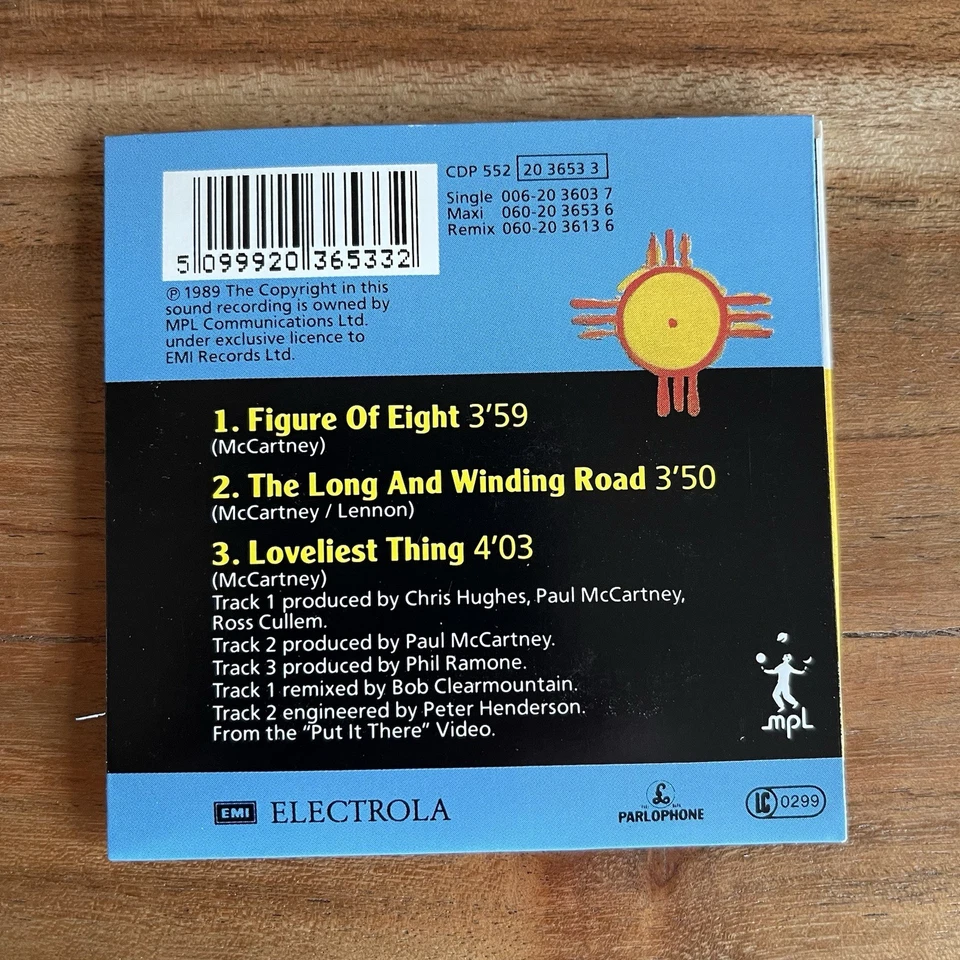 CDP 552 20 3653 3
Single 006-20 3603 7
Maxi 060-20 3653 6
Remix 060-20 3613 6
5 099920 365332
℗ 1989 The Copyright in this
sound recording is owned by
MPL Communications Ltd.
under exclusive licence to
EMI Records Ltd.
1. Figure Of Eight 3’59
(McCartney)
2. The Long And Winding Road 3’50
(McCartney / Lennon)
3. Loveliest Thing 4’03
(McCartney)
Track 1 produced by Chris Hughes, Paul McCartney,
Ross Cullem.
Track 2 produced by Paul McCartney.
Track 3 produced by Phil Ramone.
Track 1 remixed by Bob Clearmountain.
Track 2 engineered by Peter Henderson.
From the “Put It There” Video.
mpL
EMI ELECTROLA
£
PARLOPHONE
LC 0299